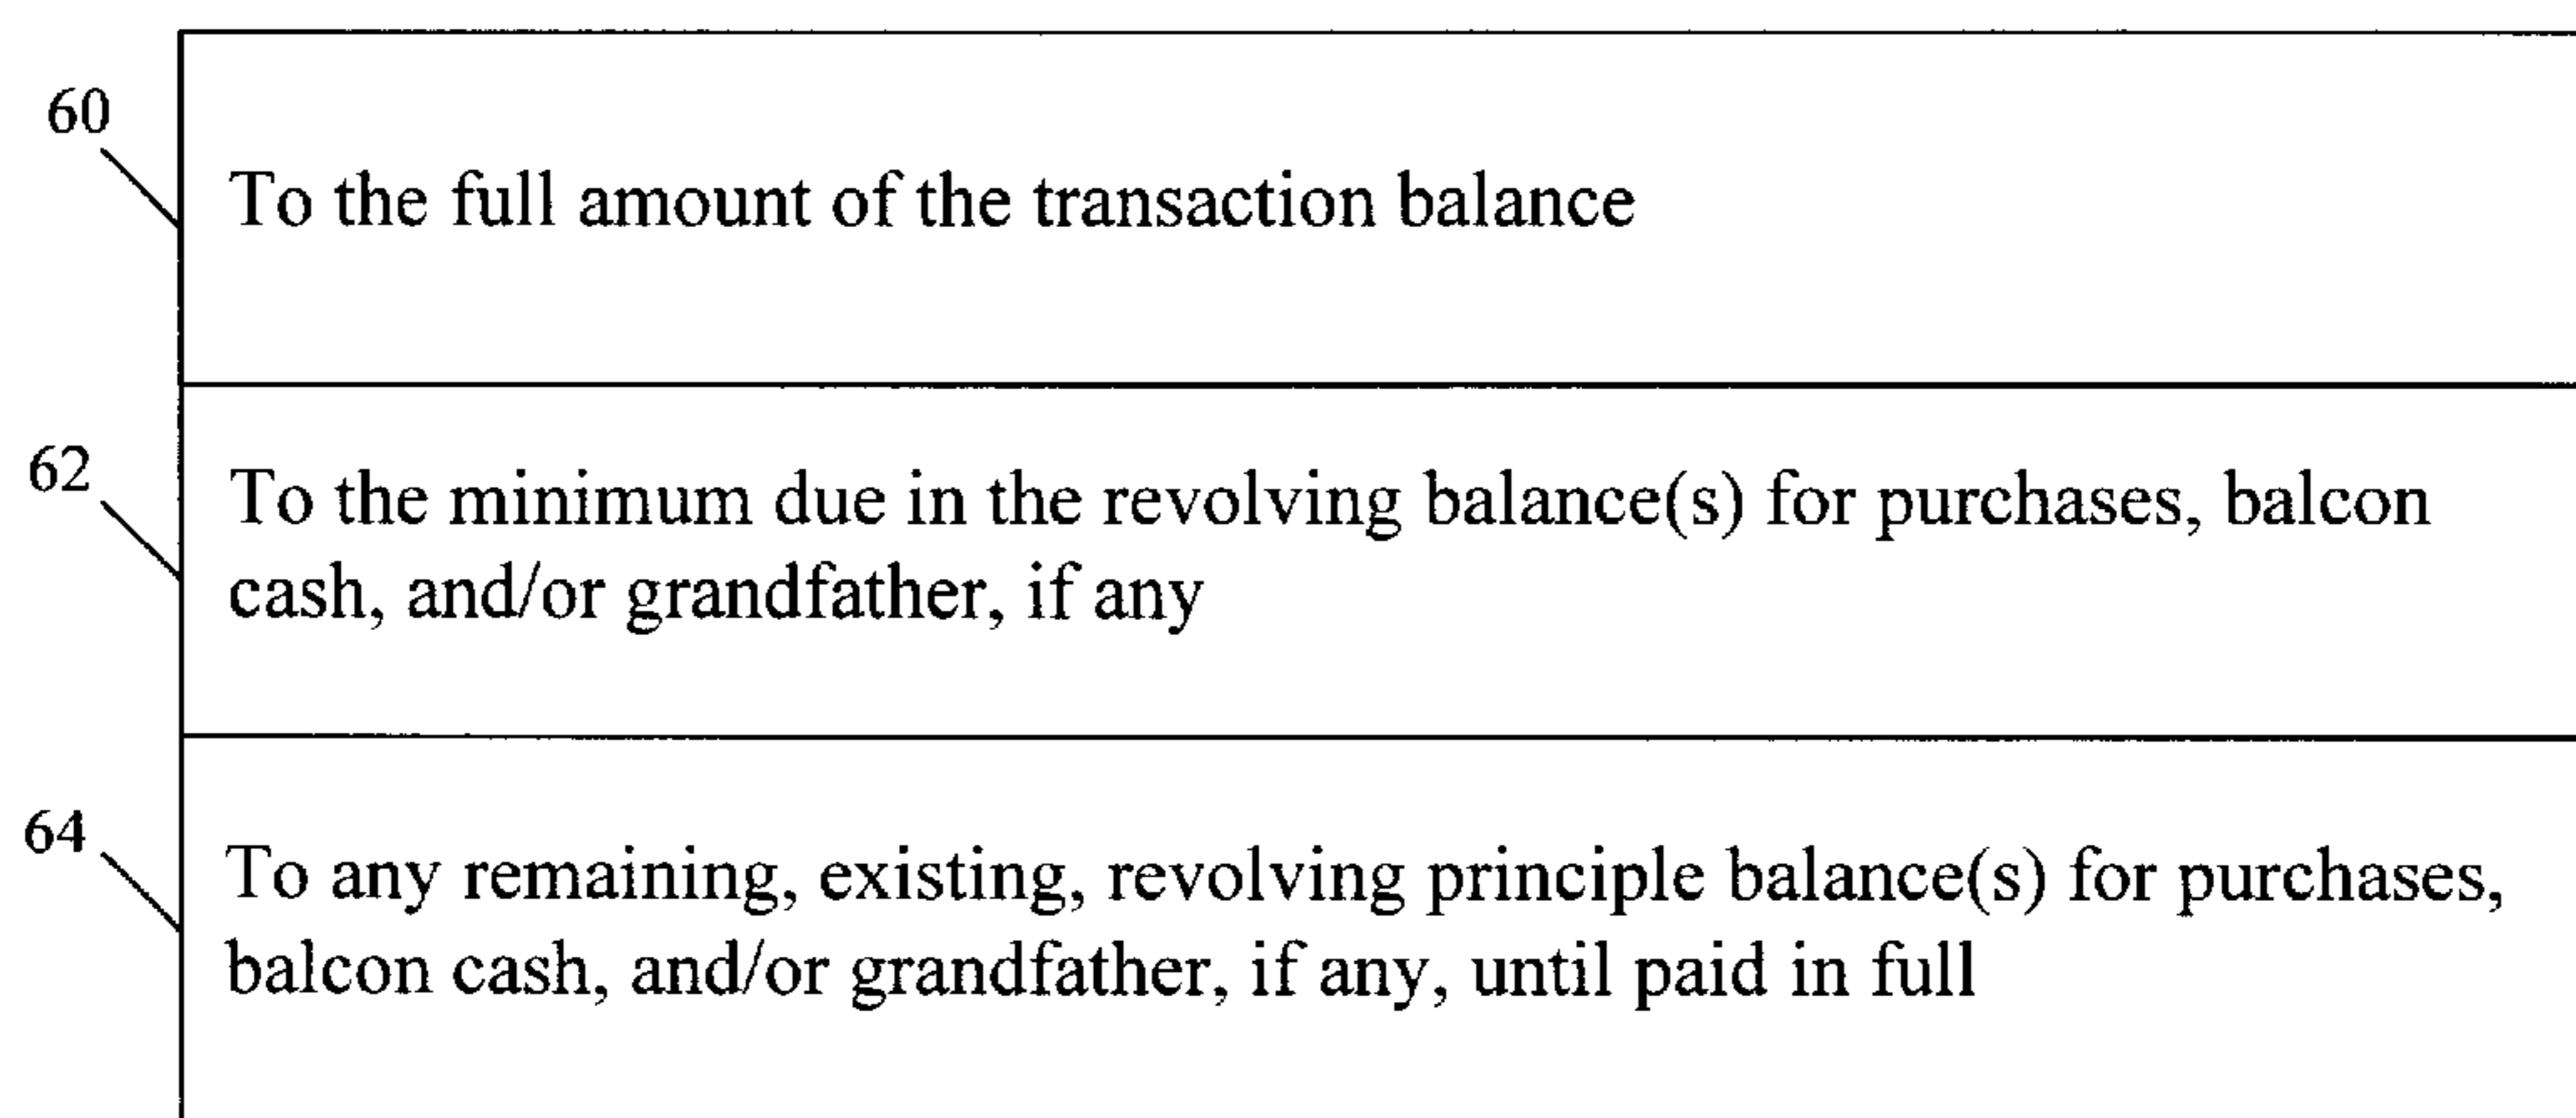 60
To the full amount of the transaction balance
62
To the minimum due in the revolving balance(s) for purchases, balcon
cash, and/or grandfather, if any
64
To any remaining, existing, revolving principle balance(s) for purchases,
balcon cash, and/or grandfather, if any, until paid in full